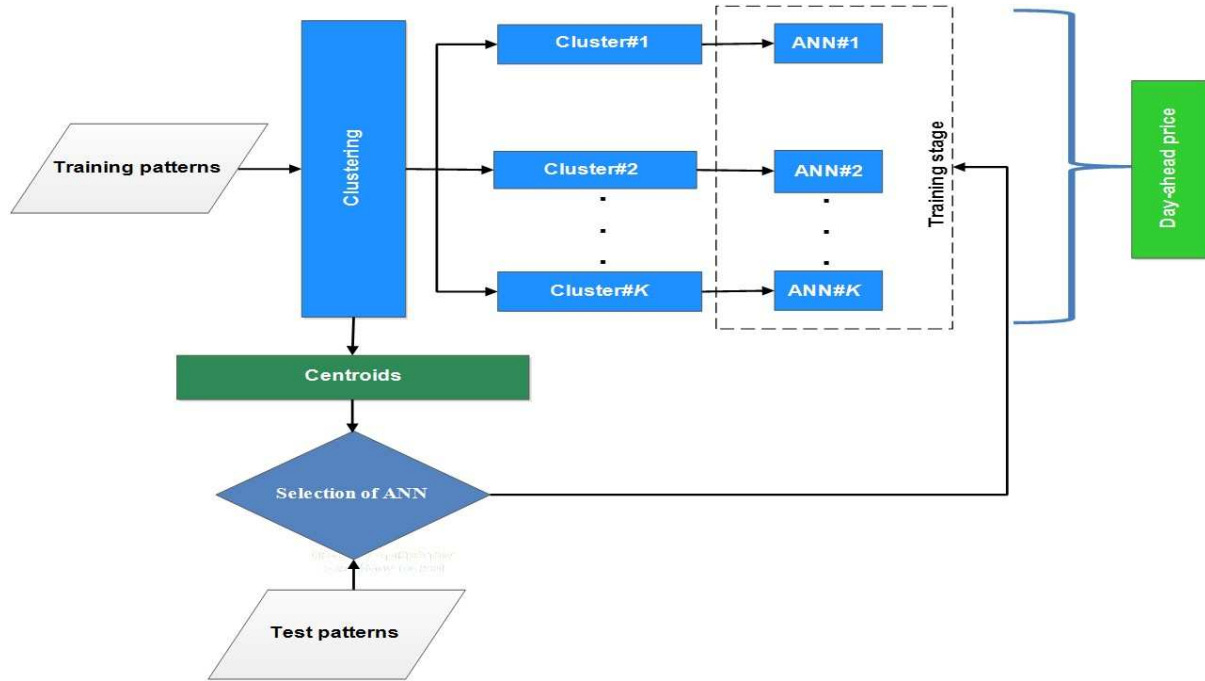 Cluster#1
ANN#1
Training patterns
Clustering
Cluster#2
ANN#2
Training stage
Day-ahead price
Cluster#K
ANN#K
Centroids
Selection of ANN
Test patterns